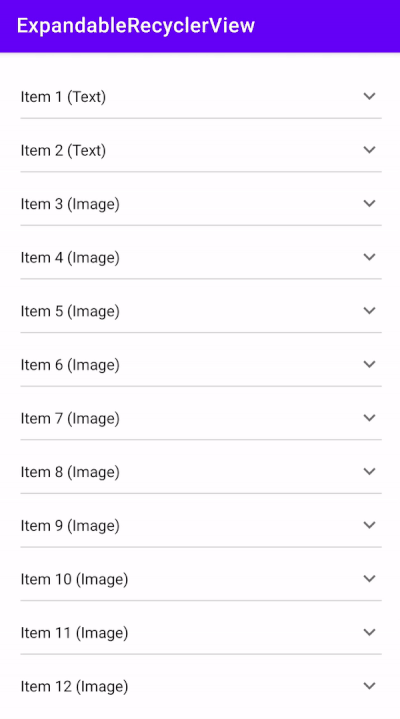 ExpandableRecyclerView
Item 1 (Text)
Item 2 (Text)
Item 3 (Image)
Item 4 (Image)
Item 5 (Image)
Item 6 (Image)
Item 7 (Image)
Item 8 (Image)
Item 9 (Image)
Item 10 (Image)
Item 11 (Image)
Item 12 (Image)